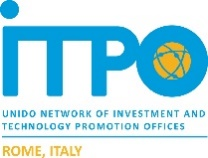 iTPO
UNIDO NETWORK OF INVESTMENT AND
TECHNOLOGY PROMOTION OFFICES
ROME, ITALY